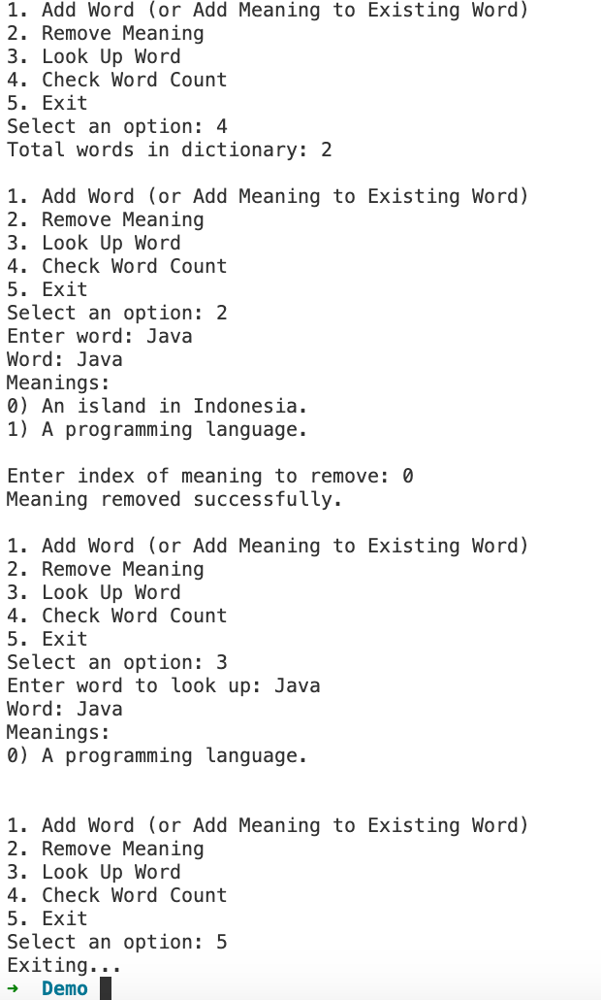 1. Add Word (or Add Meaning to Existing Word)
2. Remove Meaning
3. Look Up Word
4. Check Word Count
5. Exit
Select an option: 4
Total words in dictionary: 2
1. Add Word (or Add Meaning to Existing Word)
2. Remove Meaning
3. Look Up Word
4. Check Word Count
5. Exit
Select an option: 2
Enter word: Java
Word: Java
Meanings:
0) An island in Indonesia.
1) A programming language.
Enter index of meaning to remove: 0
Meaning removed successfully.
1. Add Word (or Add Meaning to Existing Word)
2. Remove Meaning
3. Look Up Word
4. Check Word Count
5. Exit
Select an option: 3
Enter word to look up: Java
Word: Java
Meanings:
0) A programming language.
1. Add Word (or Add Meaning to Existing Word)
2. Remove Meaning
3. Look Up Word
4. Check Word Count
5. Exit
Select an option: 5
Exiting...
→ Demo